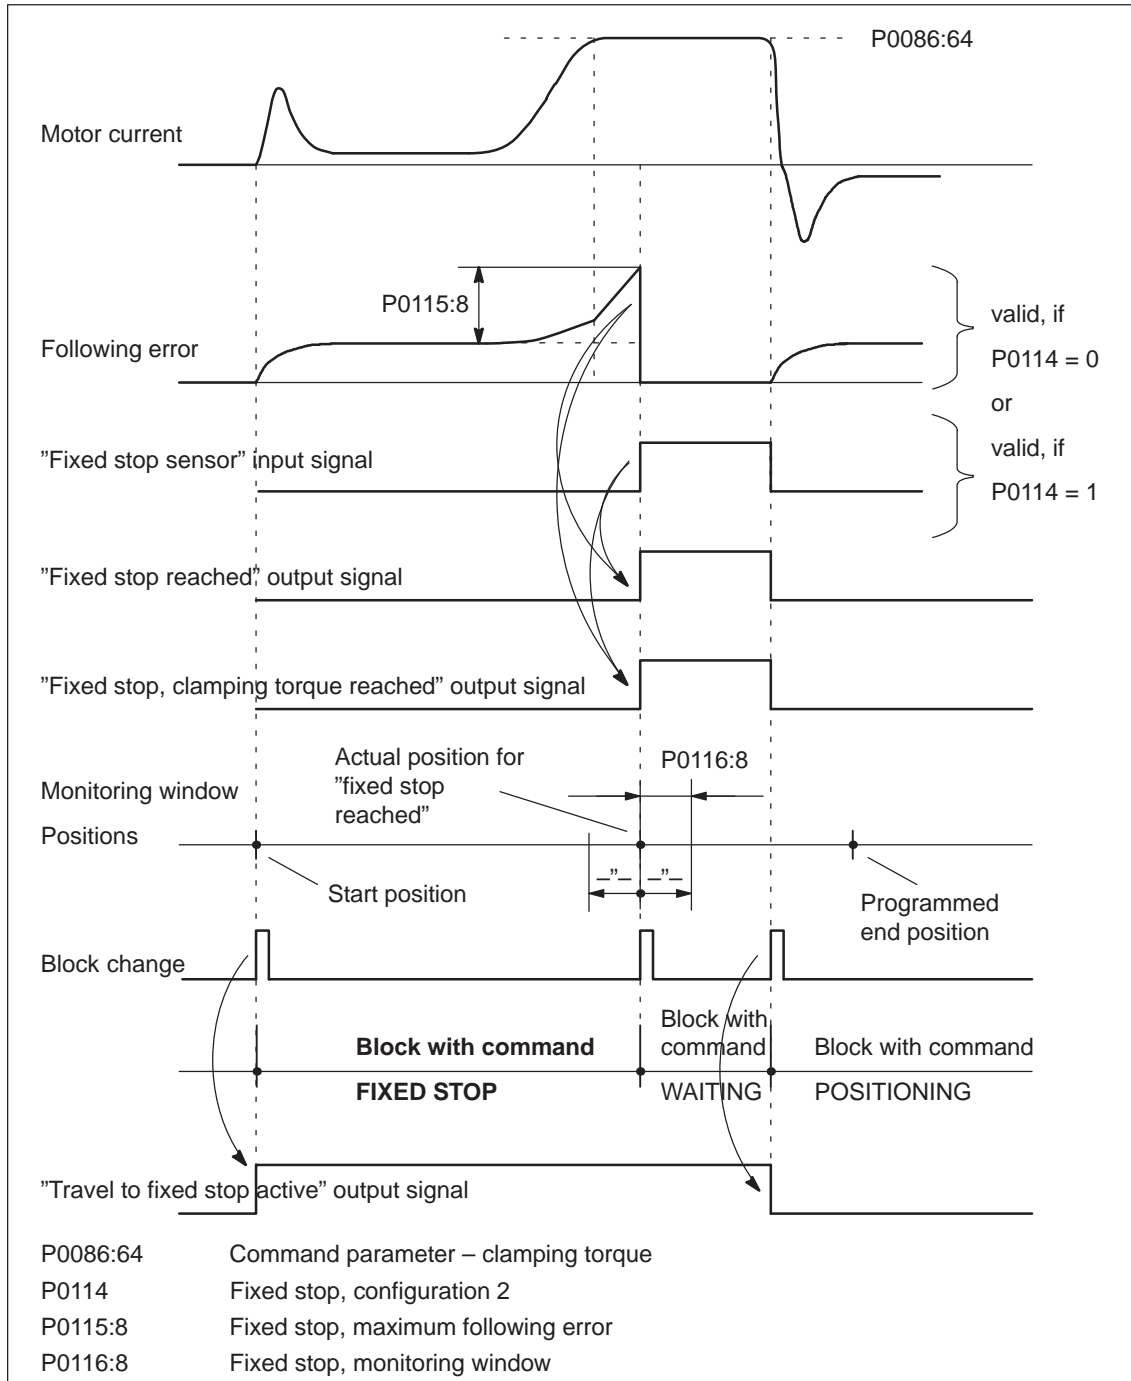 P0086:64
Motor current
P0115:8
Following error
valid, if
P0114 = 0
or
valid, if
P0114 = 1
”Fixed stop sensor” input signal
”Fixed stop reached” output signal
”Fixed stop, clamping torque reached” output signal
Actual position for
”fixed stop
reached”
P0116:8
Monitoring window
Positions
_”_ _”_
Start position
Programmed
end position
Block change
Block with command
FIXED STOP
Block with
command
WAITING
Block with command
POSITIONING
”Travel to fixed stop active” output signal
P0086:64 Command parameter – clamping torque
P0114 Fixed stop, configuration 2
P0115:8 Fixed stop, maximum following error
P0116:8 Fixed stop, monitoring window